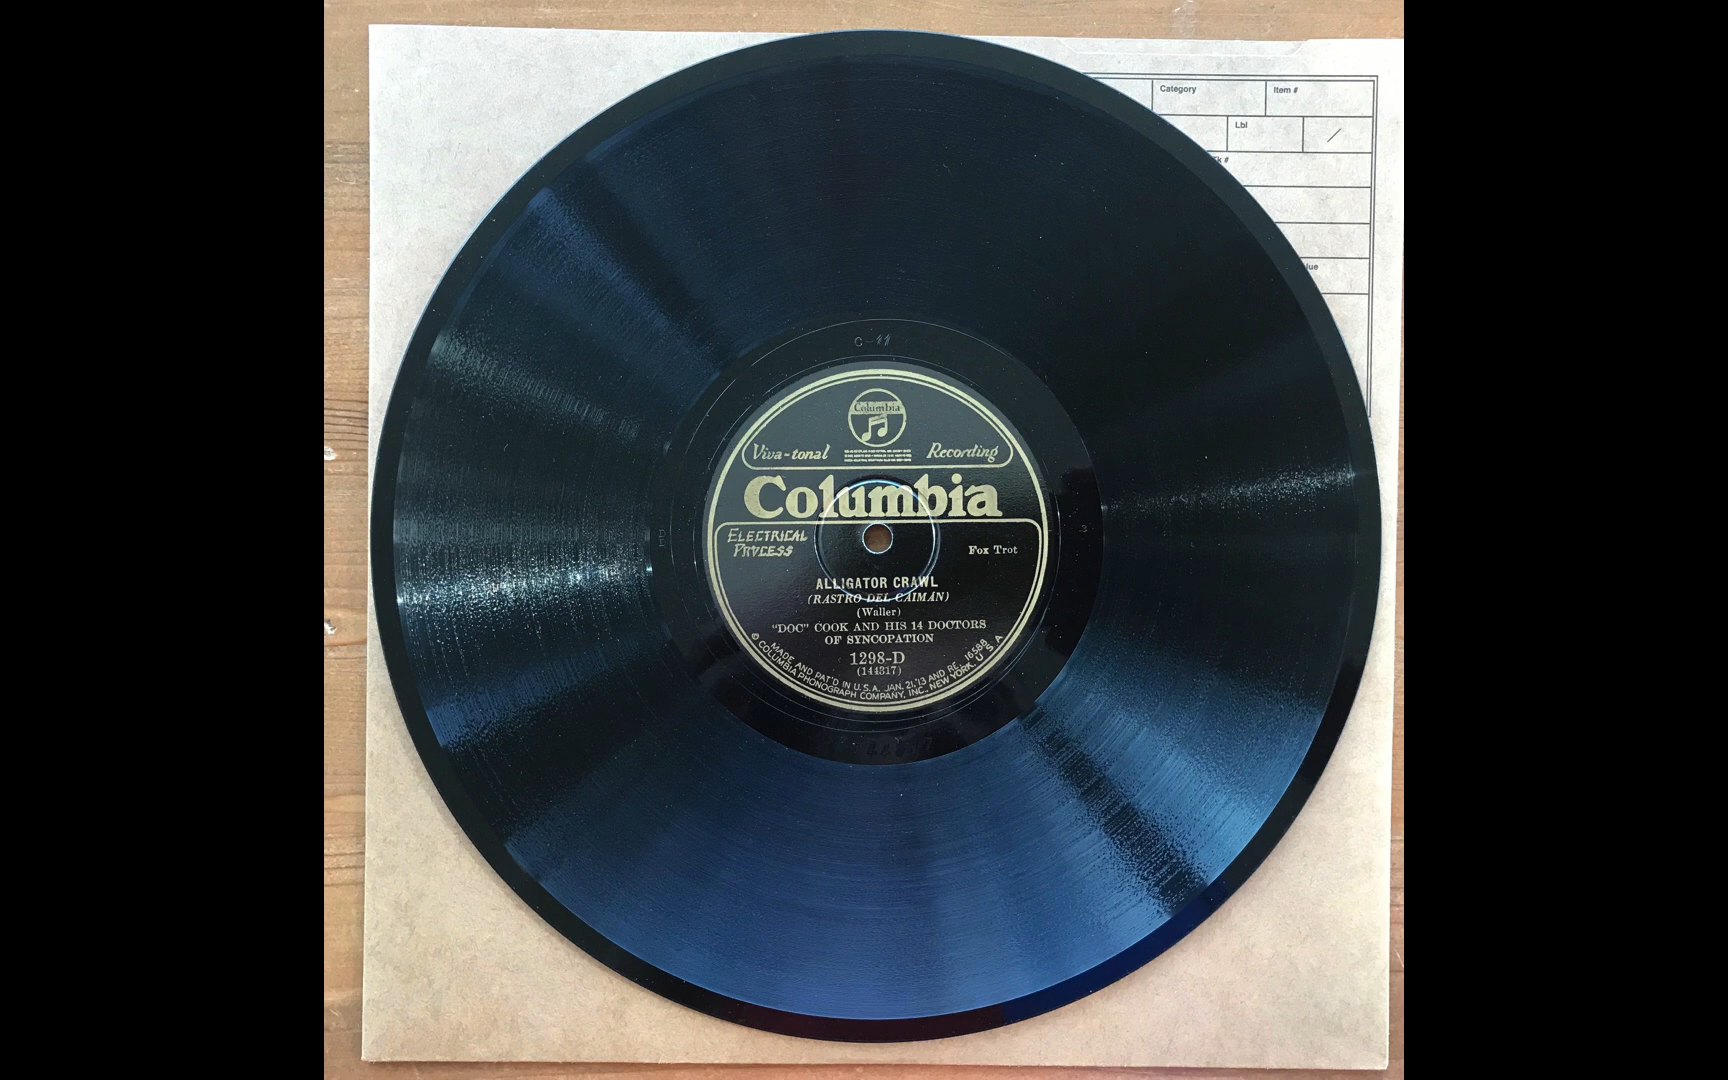 Category
Item #
Lbl
C-11
Columbia
Viva-tonal Recording
Columbia
ELECTRICAL
PROCESS
Fox Trot
ALLIGATOR CRAWL
(RASTRO DEL CAIMÁN)
(Waller)
"DOC" COOK AND HIS 14 DOCTORS
OF SYNCOPATION
1298-D
(144317)
MADE AND PAT'D IN U.S.A. JAN. 21, '13 AND RE. 16588
© COLUMBIA PHONOGRAPH COMPANY, INC., NEW YORK, U.S.A
3